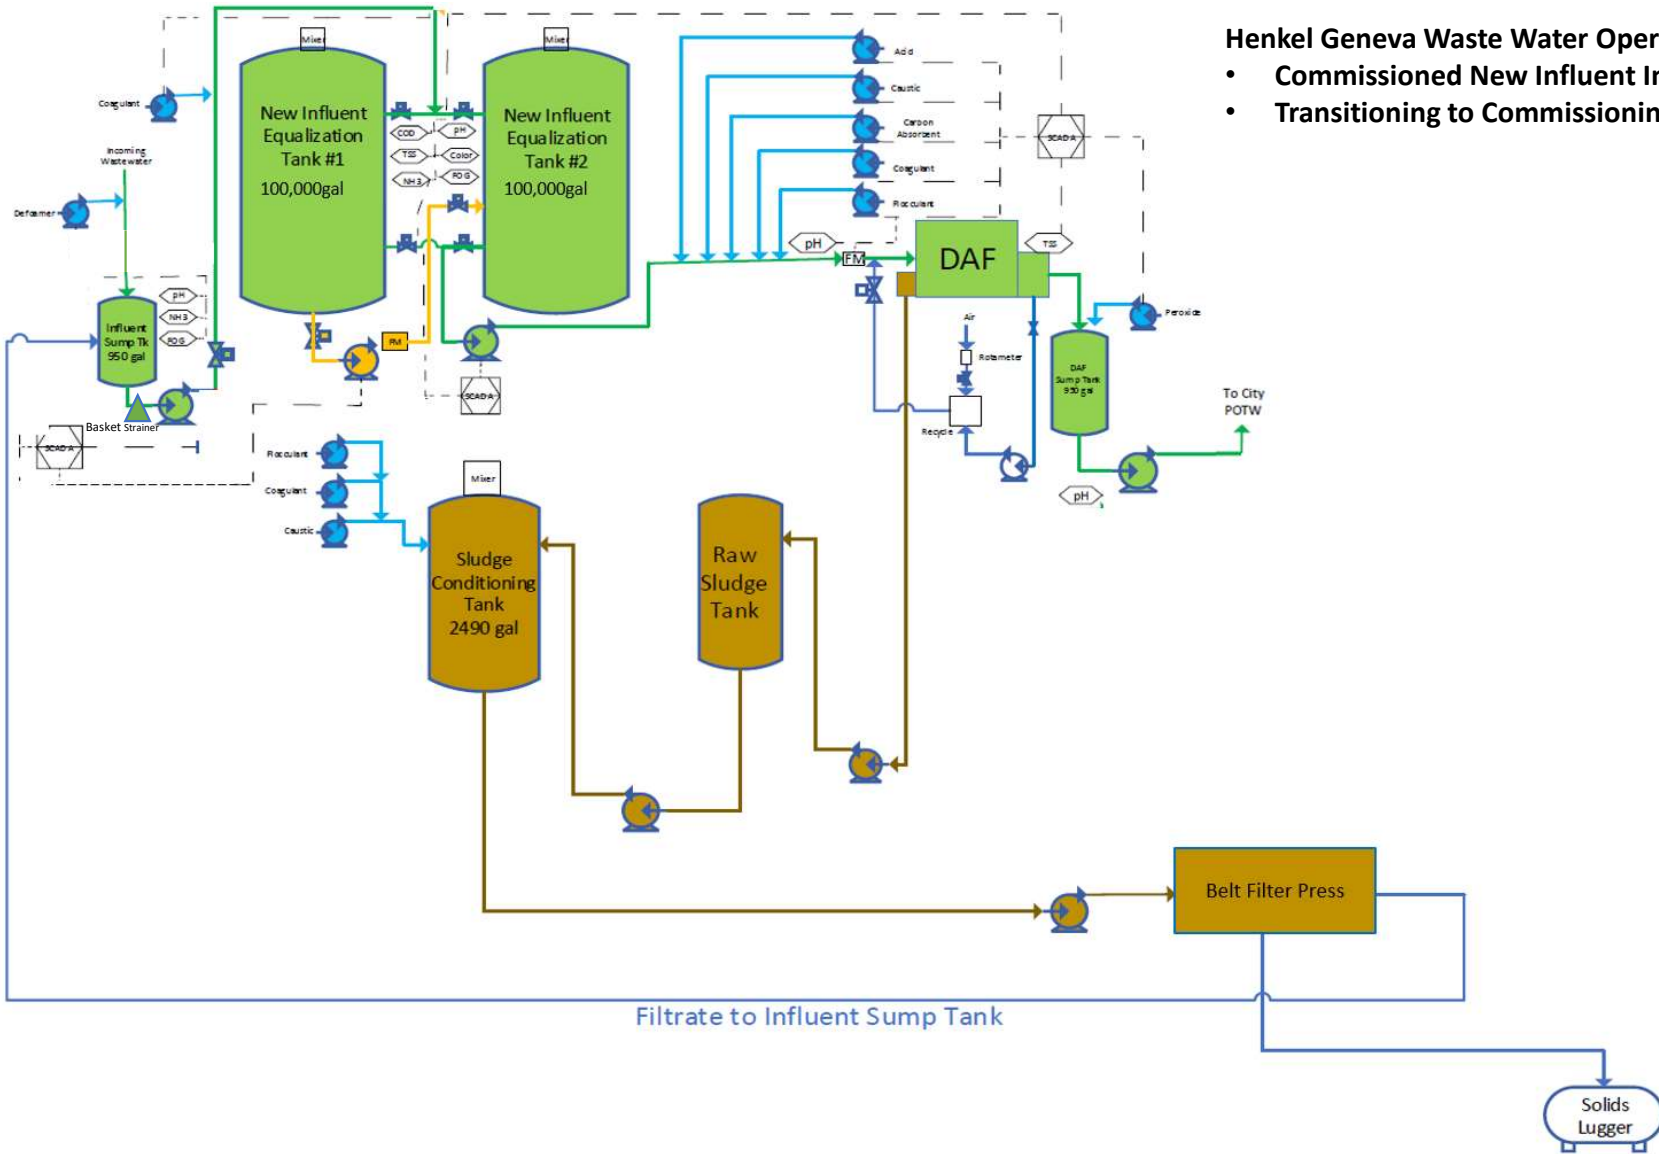 Henkel Geneva Waste Water Oper
• Commissioned New Influent In
• Transitioning to Commissioning
Mixer
Mixer
Coagulant
New Influent
Equalization
Tank #1
100,000gal
New Influent
Equalization
Tank #2
100,000gal
COD
pH
TSS
Color
NH3
FOG
Acid
Caustic
Carbon
Absorbent
Coagulant
Flocculant
SCADA
Incoming
Wastewater
Defoamer
pH
FM
DAF
TSS
Influent
Sump Tk
950 gal
pH
NH3
FOG
FM
SCADA
Basket Strainer
SCADA
Air
Rotameter
Recycle
Peroxide
DAF
Sump Tank
950 gal
To City
POTW
pH
Flocculant
Coagulant
Caustic
Mixer
Sludge
Conditioning
Tank
2490 gal
Raw
Sludge
Tank
Belt Filter Press
Filtrate to Influent Sump Tank
Solids
Lugger